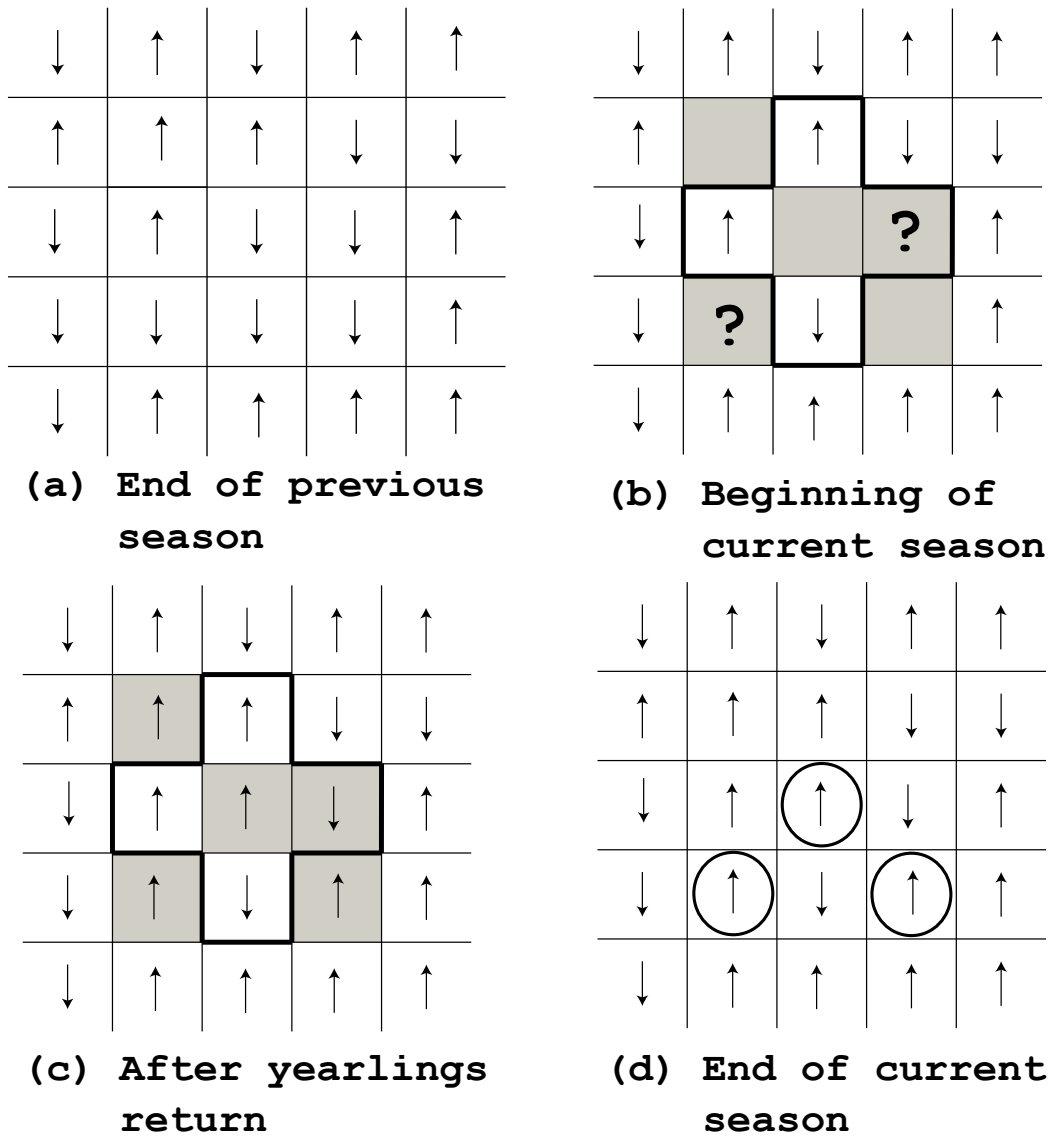 ?
?
(a) End of previous
season
(b) Beginning of
current season
(c) After yearlings
return
(d) End of current
season